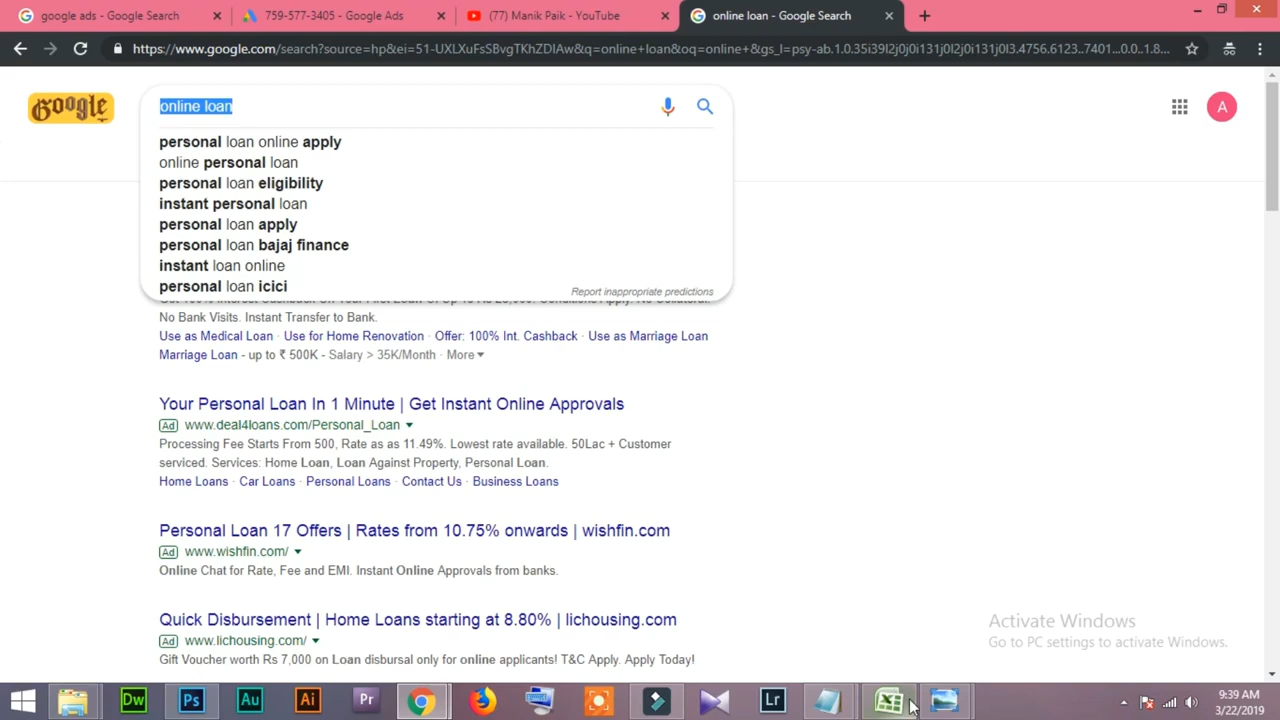 google ads - Google Search
759-577-3405 - Google Ads
(77) Manik Paik - YouTube
online loan - Google Search
https://www.google.com/search?source=hp&ei=51-UXLXuFsSBvgTKhZDIAw&q=online+loan&oq=online+&gs_l=psy-ab.1.0.35i39l2j0j0i131j0l2j0i131j0l3.4756.6123..7401...0.0..1.8...
Google
online loan
A
personal loan online apply
online personal loan
personal loan eligibility
instant personal loan
personal loan apply
personal loan bajaj finance
instant loan online
personal loan icici
Report inappropriate predictions
No Bank Visits. Instant Transfer to Bank.
Use as Medical Loan · Use for Home Renovation · Offer: 100% Int. Cashback · Use as Marriage Loan
Marriage Loan - up to ₹ 500K - Salary > 35K/Month · More
Your Personal Loan In 1 Minute | Get Instant Online Approvals
Ad www.deal4loans.com/Personal_Loan
Processing Fee Starts From 500, Rate as as 11.49%. Lowest rate available. 50Lac + Customer
serviced. Services: Home Loan, Loan Against Property, Personal Loan.
Home Loans · Car Loans · Personal Loans · Contact Us · Business Loans
Personal Loan 17 Offers | Rates from 10.75% onwards | wishfin.com
Ad www.wishfin.com/
Online Chat for Rate, Fee and EMI. Instant Online Approvals from banks.
Quick Disbursement | Home Loans starting at 8.80% | lichousing.com
Ad www.lichousing.com/
Gift Voucher worth Rs 7,000 on Loan disbursal only for online applicants! T&C Apply. Apply Today!
Activate Windows
Go to PC settings to activate Windows.
Dw
Ps
Au
Ai
Pr
Lr
9:39 AM
3/22/2019